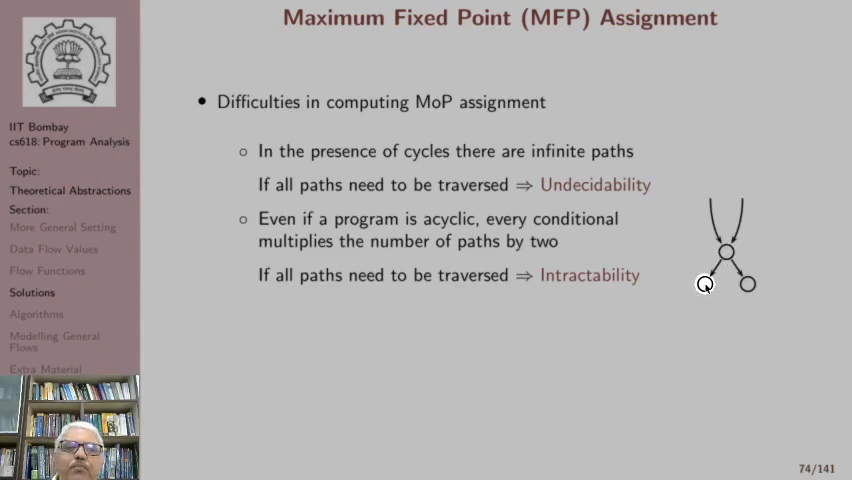 Maximum Fixed Point (MFP) Assignment
IIT Bombay
cs618: Program Analysis
Topic:
Theoretical Abstractions
Section:
More General Setting
Data Flow Values
Flow Functions
Solutions
Algorithms
Modelling General
Flows
Extra Material
• Difficulties in computing MoP assignment
○ In the presence of cycles there are infinite paths
If all paths need to be traversed ⇒ Undecidability
○ Even if a program is acyclic, every conditional
multiplies the number of paths by two
If all paths need to be traversed ⇒ Intractability
74/141